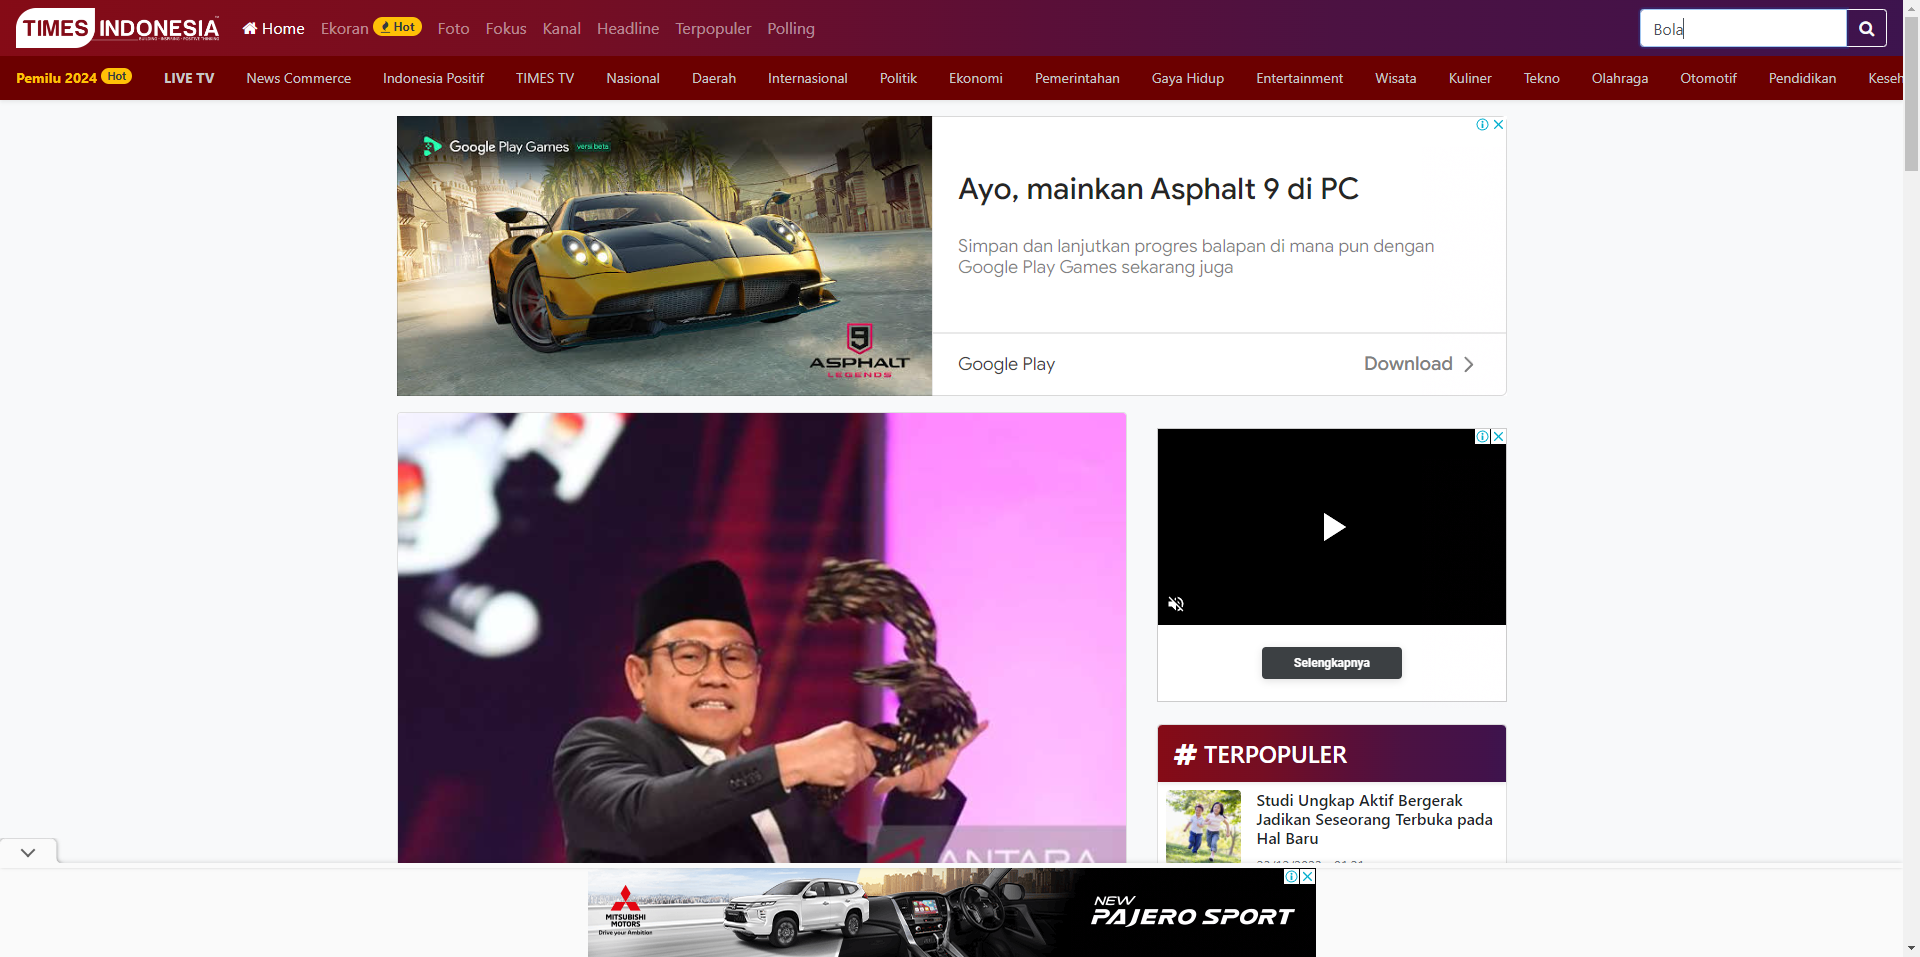 TIMES INDONESIA
Home
Ekoran Hot
Foto
Fokus
Kanal
Headline
Terpopuler
Polling
Bola
Pemilu 2024 Hot
LIVE TV
News Commerce
Indonesia Positif
TIMES TV
Nasional
Daerah
Internasional
Politik
Ekonomi
Pemerintahan
Gaya Hidup
Entertainment
Wisata
Kuliner
Tekno
Olahraga
Otomotif
Pendidikan
Keseh
Google Play Games versi beta
9
ASPHALT
LEGENDS
Ayo, mainkan Asphalt 9 di PC
Simpan dan lanjutkan progres balapan di mana pun dengan
Google Play Games sekarang juga
Google Play
Download
ANTARA
Selengkapnya
# TERPOPULER
Studi Ungkap Aktif Bergerak
Jadikan Seseorang Terbuka pada
Hal Baru
MITSUBISHI
MOTORS
Drive your Ambition
NEW
PAJERO SPORT